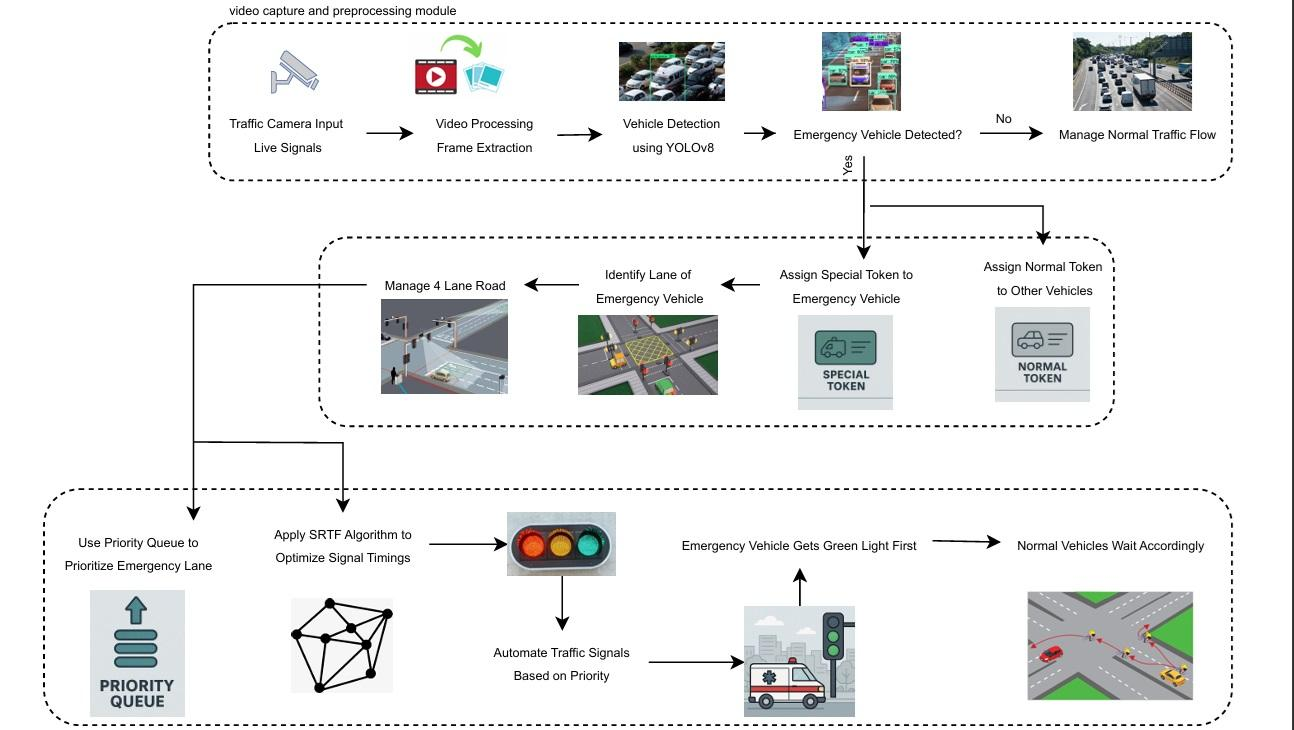 video capture and preprocessing module
Traffic Camera Input
Live Signals
Video Processing
Frame Extraction
Vehicle Detection
using YOLOv8
Emergency Vehicle Detected?
No
Manage Normal Traffic Flow
Yes
Manage 4 Lane Road
Identify Lane of
Emergency Vehicle
Assign Special Token to
Emergency Vehicle
SPECIAL
TOKEN
Assign Normal Token
to Other Vehicles
NORMAL
TOKEN
Use Priority Queue to
Prioritize Emergency Lane
PRIORITY
QUEUE
Apply SRTF Algorithm to
Optimize Signal Timings
Automate Traffic Signals
Based on Priority
Emergency Vehicle Gets Green Light First
Normal Vehicles Wait Accordingly